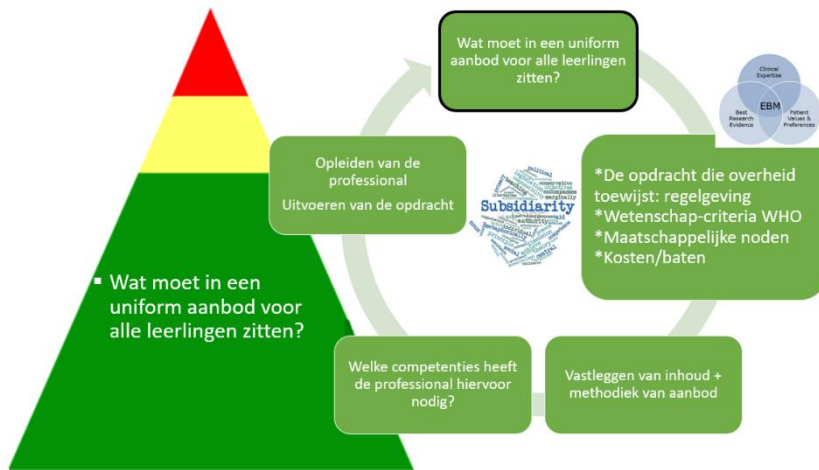 Wat moet in een uniform
aanbod voor alle leerlingen
zitten?
Clinical
Expertise
EBM
Best
Research
Evidence
Patient
Values &
Preferences
Opleiden van de
professional
Uitvoeren van de opdracht
political
Subsidiarity
authority
central
*De opdracht die overheid
toewijst: regelgeving
*Wetenschap-criteria WHO
*Maatschappelijke noden
*Kosten/baten
▪ Wat moet in een
uniform aanbod voor
alle leerlingen zitten?
Welke competenties heeft
de professional hiervoor
nodig?
Vastleggen van inhoud +
methodiek van aanbod